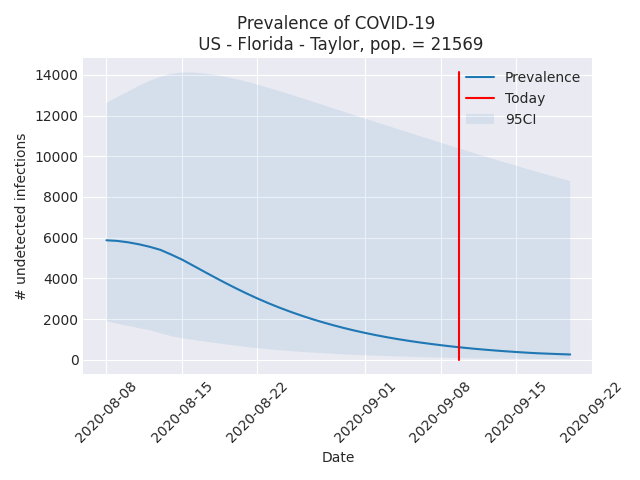 Prevalence of COVID-19
US - Florida - Taylor, pop. = 21569
Prevalence
Today
95CI
# undetected infections
14000
12000
10000
8000
6000
4000
2000
0
2020-08-08
2020-08-15
2020-08-22
2020-09-01
2020-09-08
2020-09-15
2020-09-22
Date